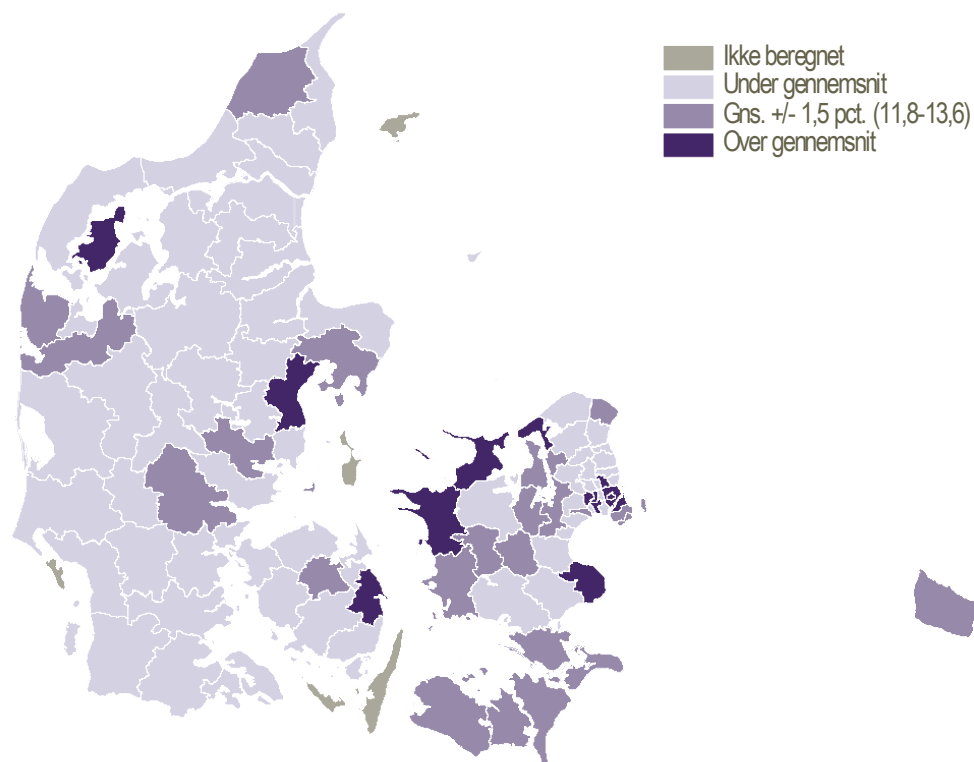 Ikke beregnet
Under gennemsnit
Gns. +/- 1,5 pct. (11,8-13,6)
Over gennemsnit